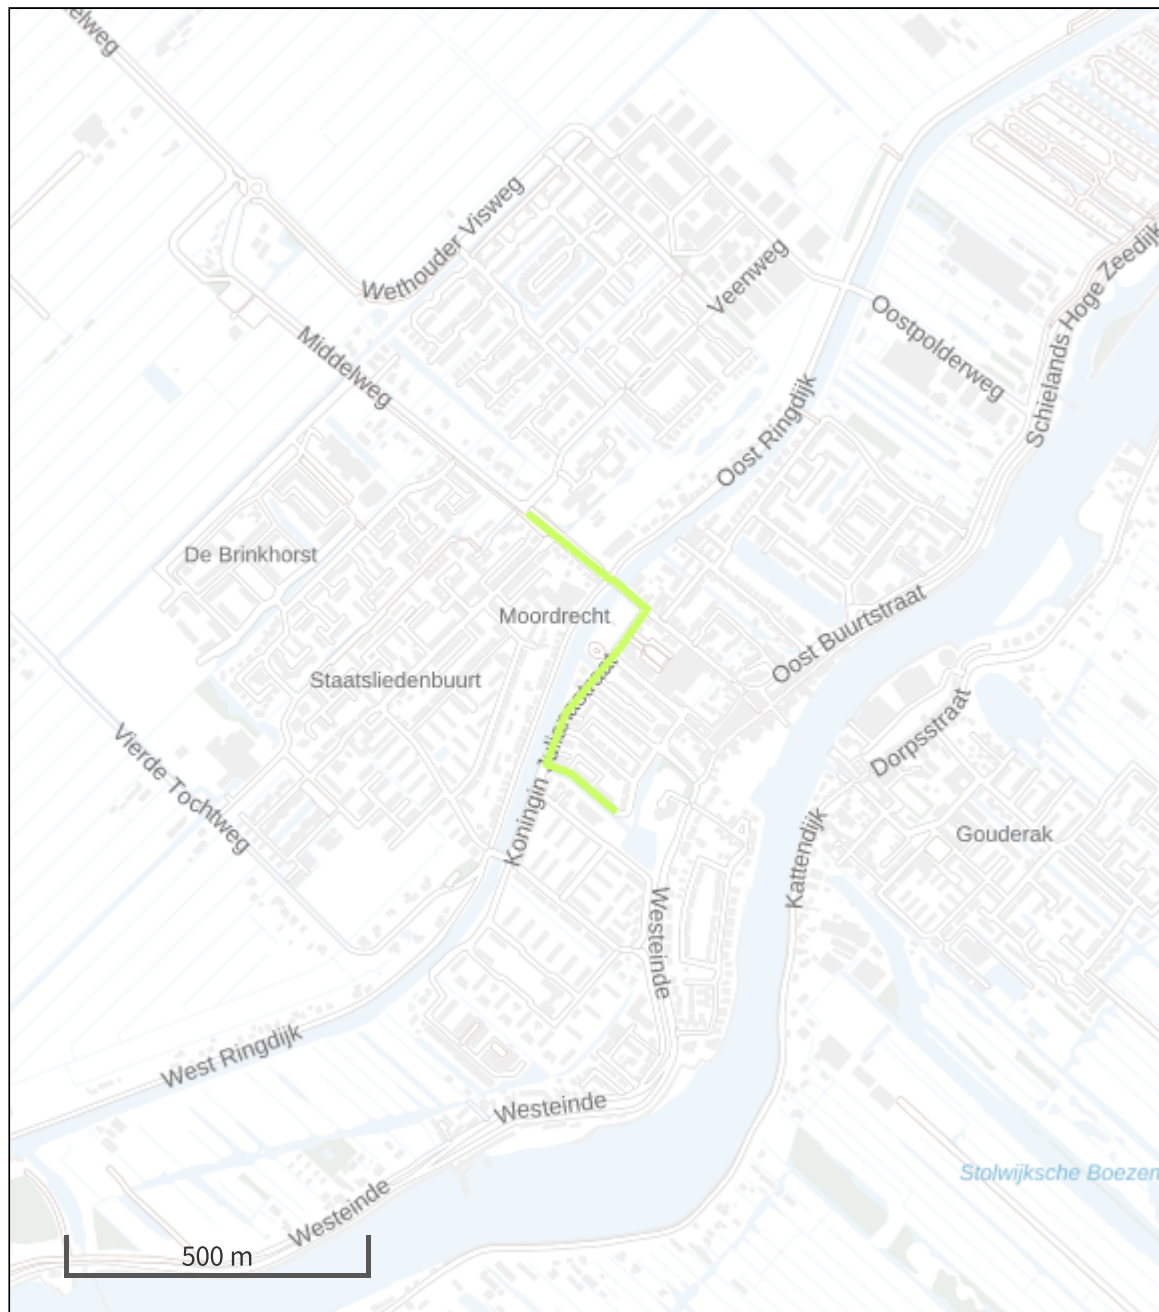 Wethouder Visweg
Veenweg
Schielands Hoge Zeedijk
Oostpolderweg
Middelweg
Oost Ringdijk
De Brinkhorst
Moordrecht
Oost Buurtstraat
Staatsliedenbuurt
Koningin Julianastraat
Dorpsstraat
Vierde Tochtweg
Kattendijk
Gouderak
Westeinde
West Ringdijk
Westeinde
Stolwijksche Boezem
Westeinde
500 m